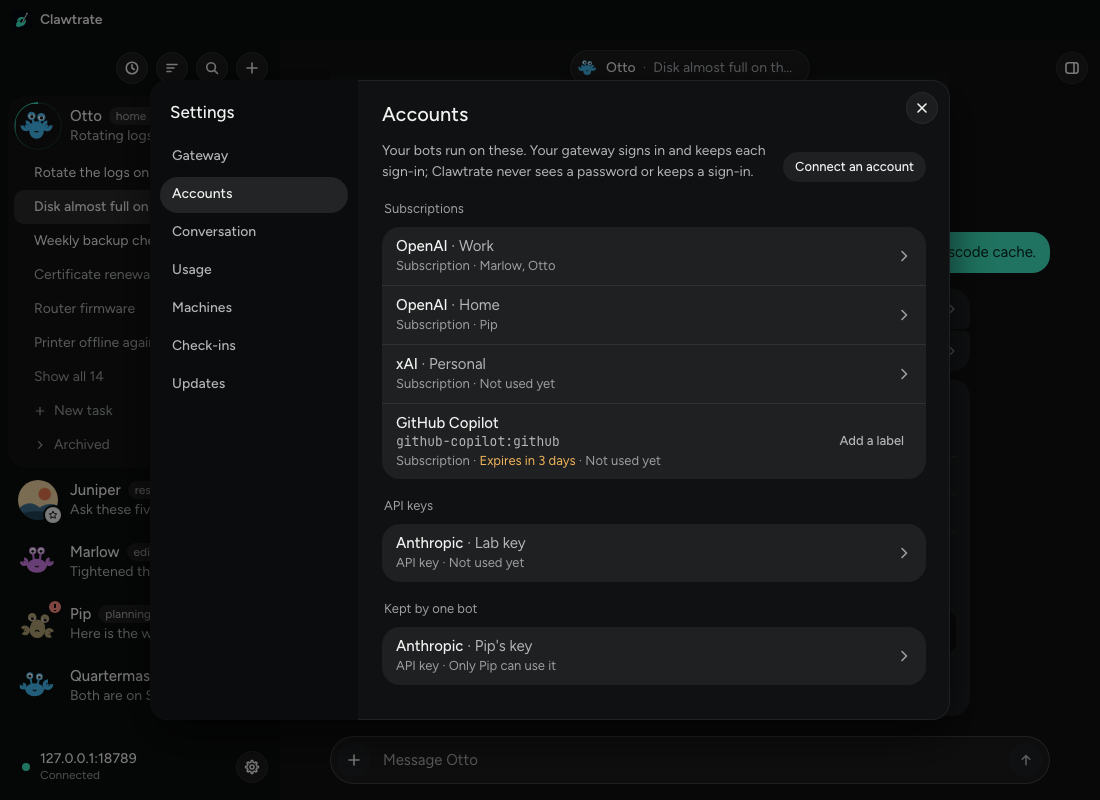 Clawtrate
Otto · Disk almost full on th...
Otto home
Rotating logs
Rotate the logs on
Disk almost full on
Weekly backup che
Certificate renewa
Router firmware
Printer offline agai
Show all 14
+ New task
Archived
Juniper res
Ask these five
Marlow edi
Tightened th
Pip planning
Here is the w
Quartermas
Both are on S
127.0.0.1:18789
Connected
Settings
Gateway
Accounts
Conversation
Usage
Machines
Check-ins
Updates
Accounts
Your bots run on these. Your gateway signs in and keeps each
sign-in; Clawtrate never sees a password or keeps a sign-in.
Connect an account
Subscriptions
OpenAI · Work
Subscription · Marlow, Otto
OpenAI · Home
Subscription · Pip
xAI · Personal
Subscription · Not used yet
GitHub Copilot
github-copilot:github
Subscription · Expires in 3 days · Not used yet
Add a label
API keys
Anthropic · Lab key
API key · Not used yet
Kept by one bot
Anthropic · Pip's key
API key · Only Pip can use it
scode cache.
Message Otto